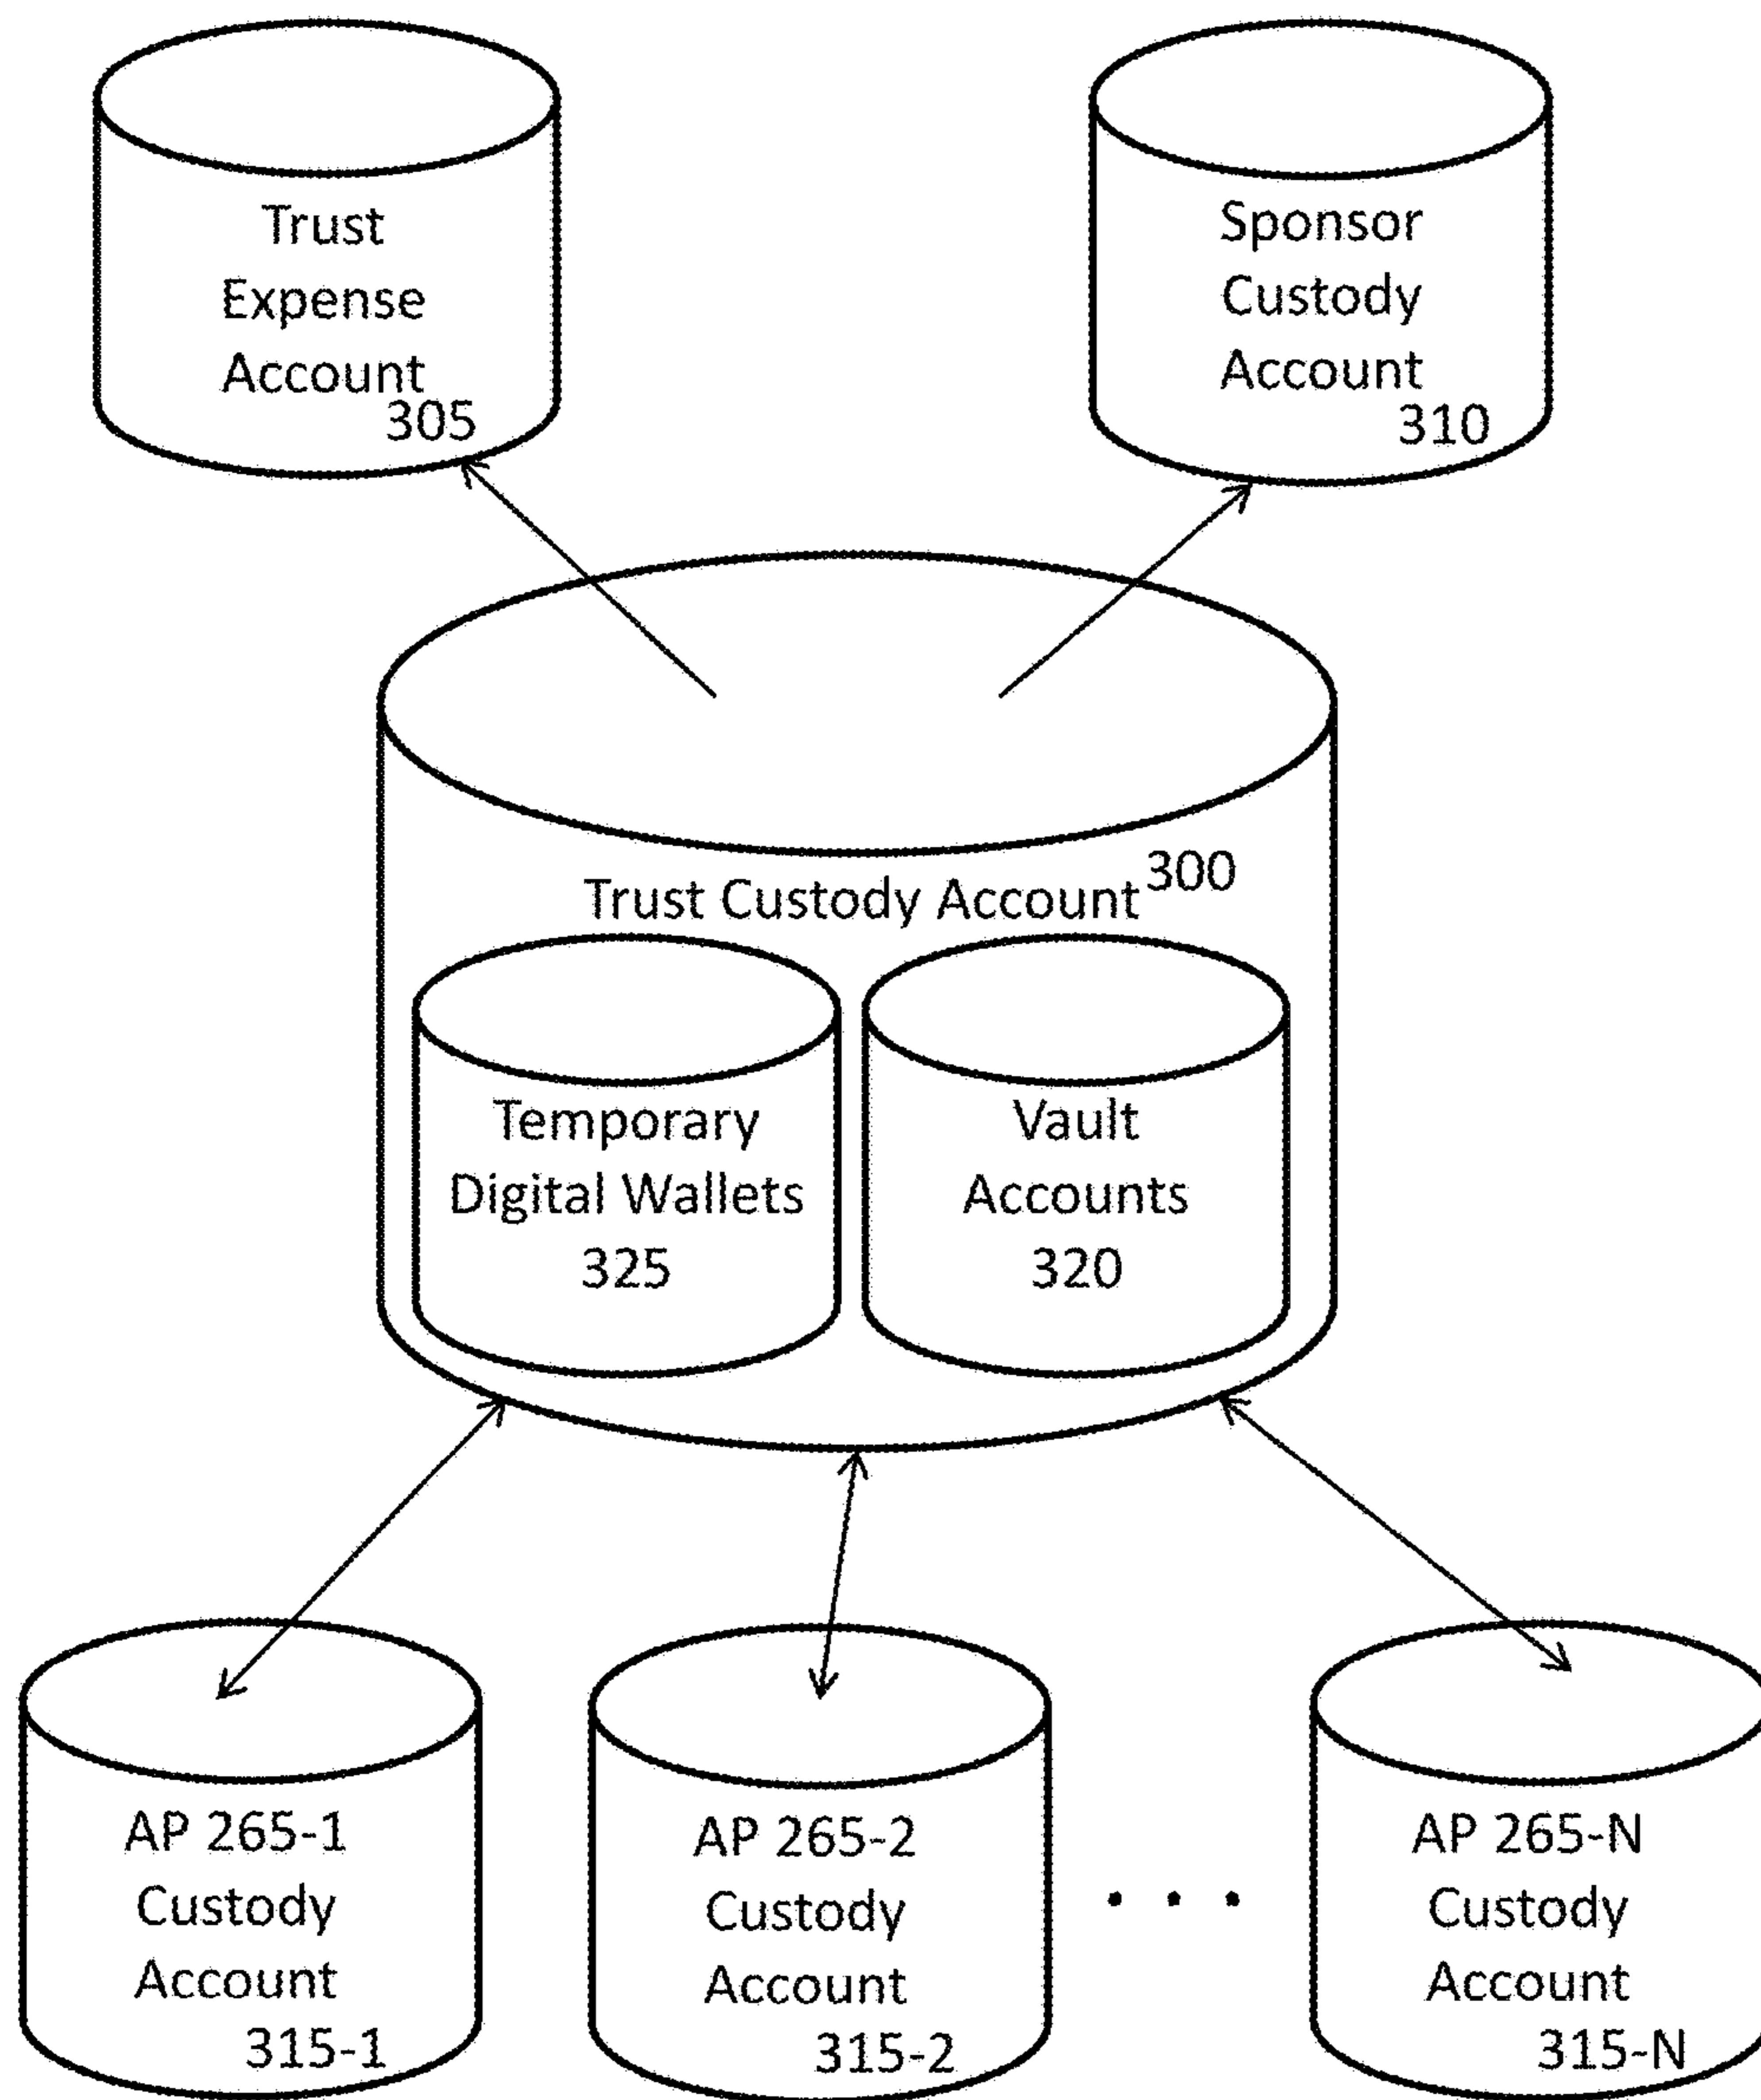 Trust
Expense
Account
305
Sponsor
Custody
Account
310
Trust Custody Account 300
Temporary
Digital Wallets
325
Vault
Accounts
320
AP 265-1
Custody
Account
315-1
AP 265-2
Custody
Account
315-2
. . .
AP 265-N
Custody
Account
315-N